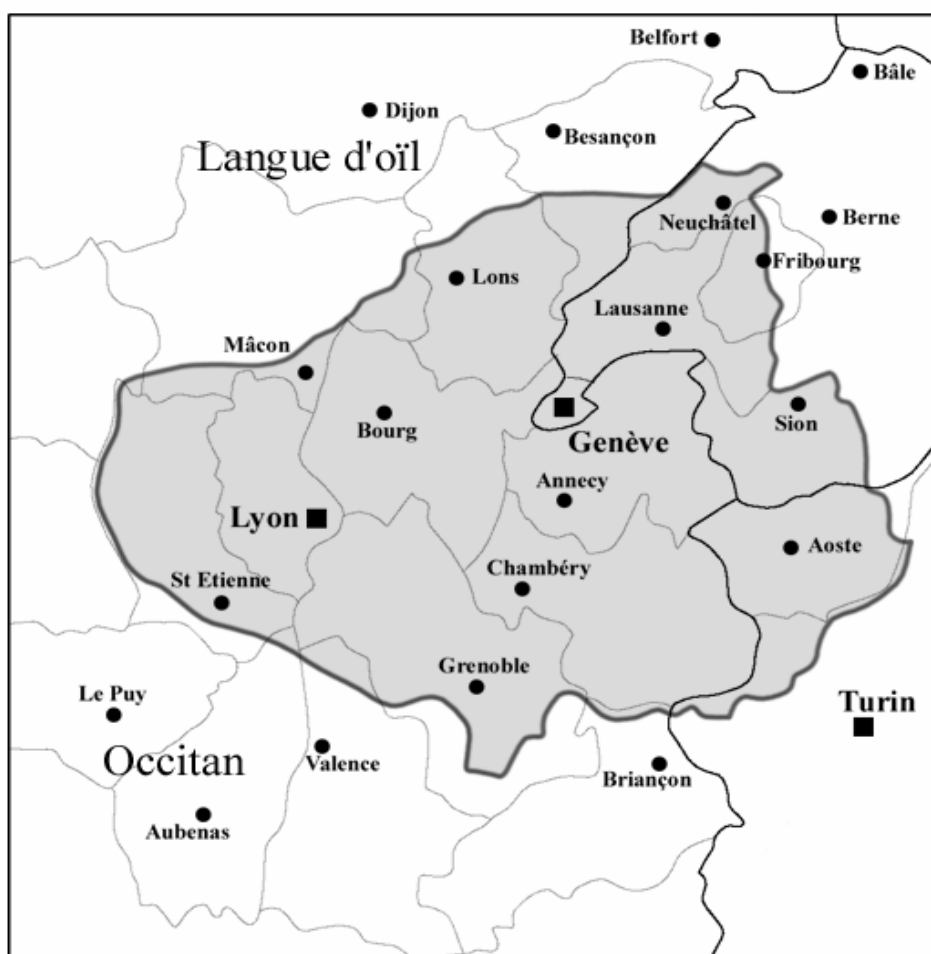 Belfort
Bâle
Dijon
Besançon
Langue d'oïl
Neuchâtel
Berne
Fribourg
Lons
Lausanne
Mâcon
Sion
Bourg
Genève
Annecy
Lyon
Aoste
Chambéry
St Etienne
Grenoble
Le Puy
Turin
Occitan
Valence
Briançon
Aubenas